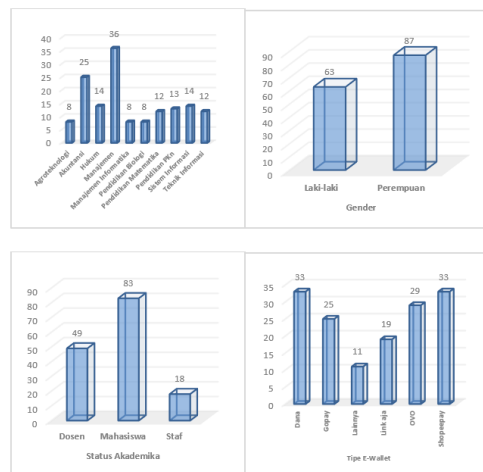 40
35
30
25
20
15
10
5
0
8
25
14
36
8
8
12
13
14
12
Agroteknologi
Akuntansi
Hukum
Manajemen
Manajemen Informatika
Pendidikan Biologi
Pendidikan Matematika
Pendidikan PKn
Sistem Informasi
Teknik Informasi
90
80
70
60
50
40
30
20
10
0
63
87
Laki-laki Perempuan
Gender
90
80
70
60
50
40
30
20
10
0
49
83
18
Dosen Mahasiswa Staf
Status Akademika
35
30
25
20
15
10
5
0
33
25
11
19
29
33
Dana
Gopay
Lainnya
Link aja
OVO
Shopeepay
Tipe E-Wallet